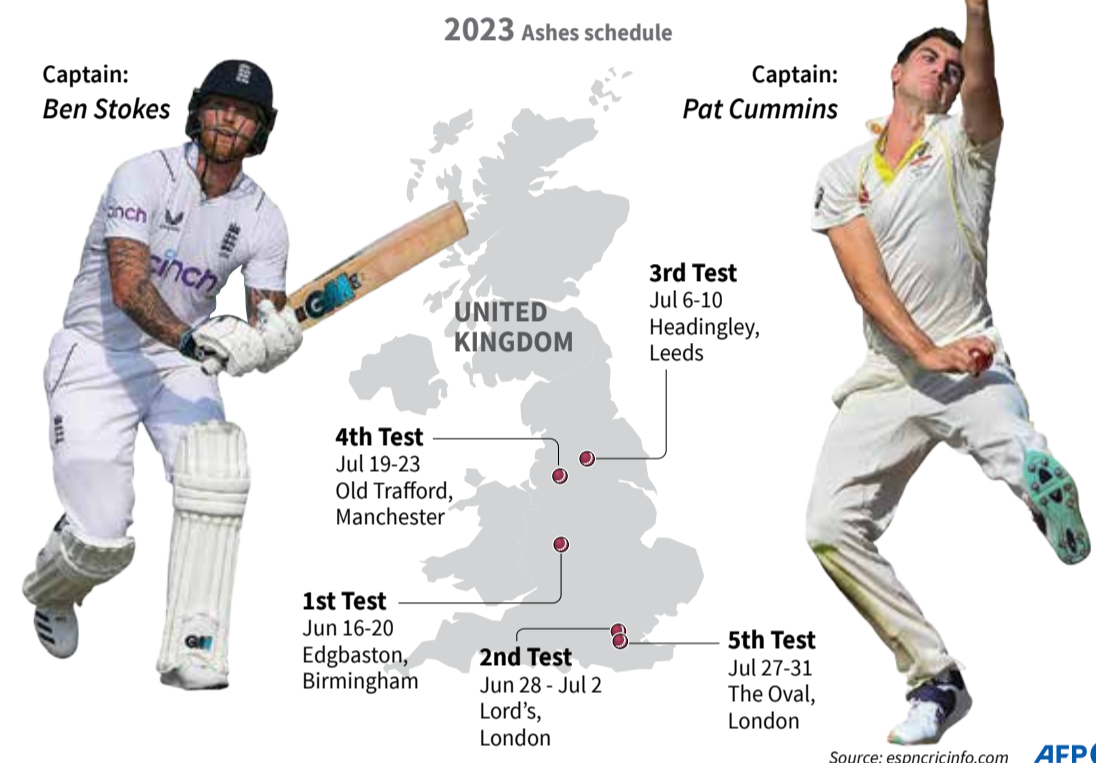 2023 Ashes schedule
Captain:
Ben Stokes
Captain:
Pat Cummins
cinch
cinch
GM
UNITED
KINGDOM
3rd Test
Jul 6-10
Headingley,
Leeds
4th Test
Jul 19-23
Old Trafford,
Manchester
1st Test
Jun 16-20
Edgbaston,
Birmingham
2nd Test
Jun 28 - Jul 2
Lord's,
London
5th Test
Jul 27-31
The Oval,
London
GM
Source: espncricinfo.com
AFP